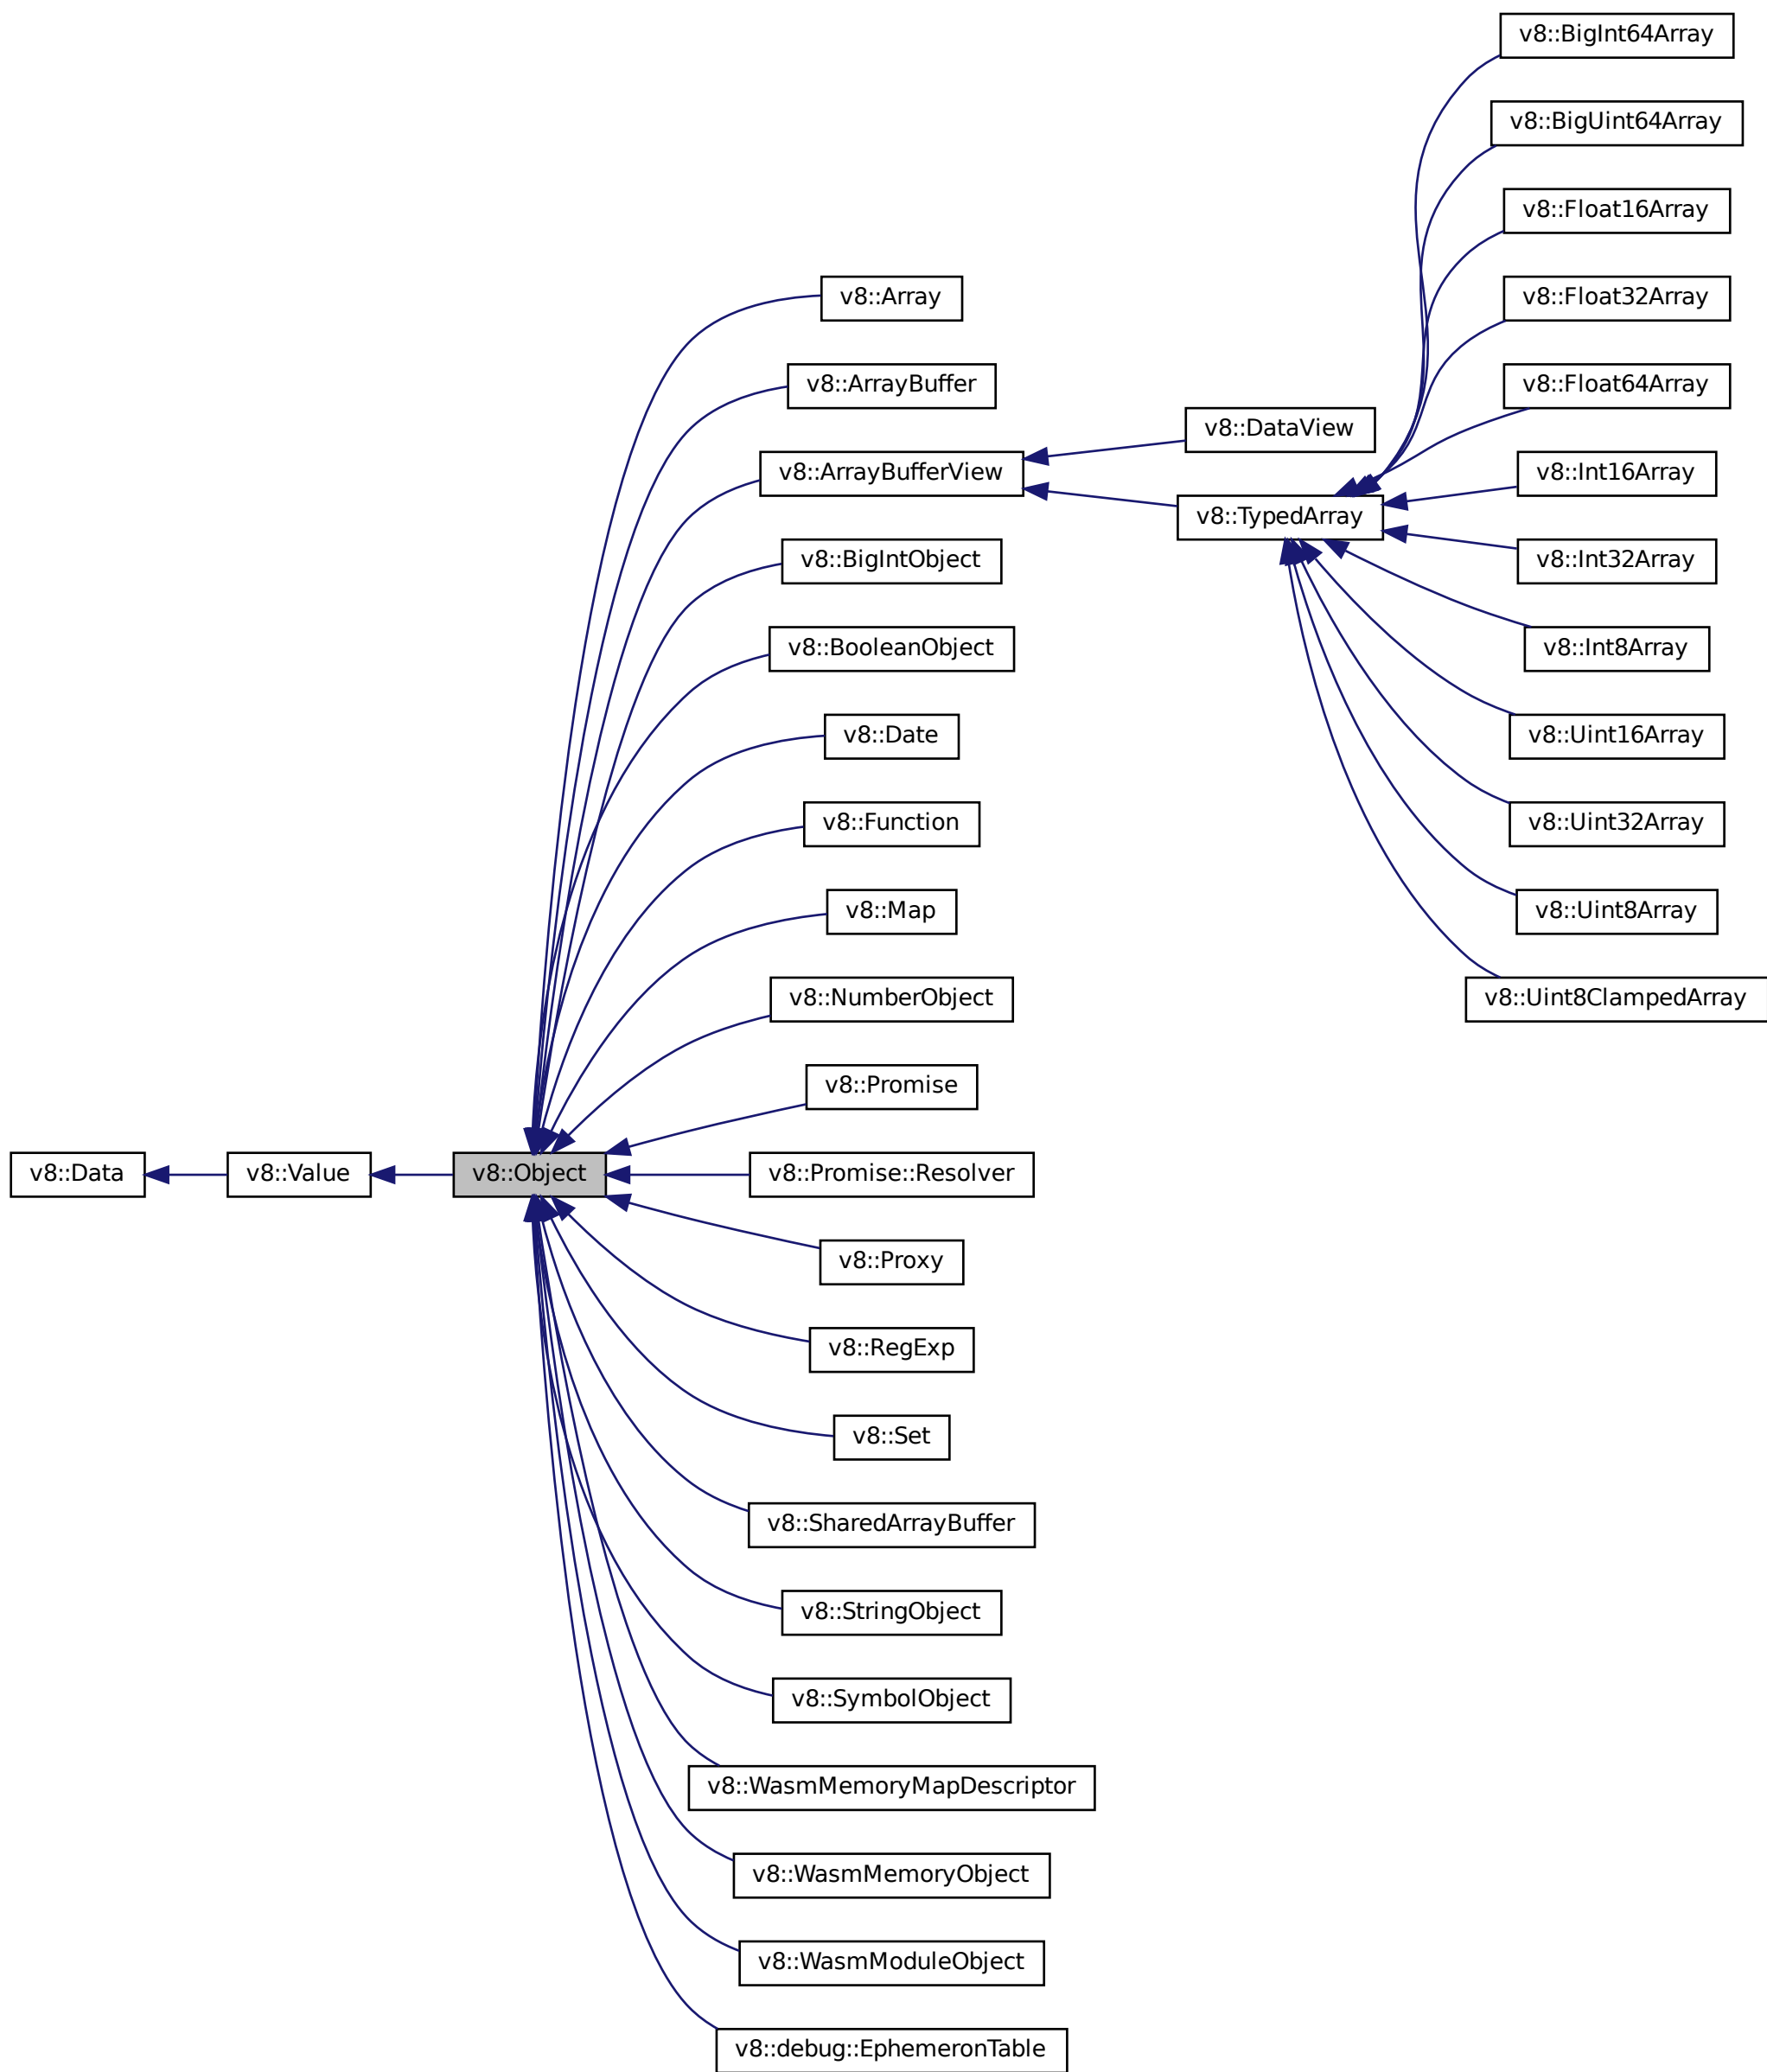 v8::Data
v8::Value
v8::Object
v8::Array
v8::ArrayBuffer
v8::ArrayBufferView
v8::BigIntObject
v8::BooleanObject
v8::Date
v8::Function
v8::Map
v8::NumberObject
v8::Promise
v8::Promise::Resolver
v8::Proxy
v8::RegExp
v8::Set
v8::SharedArrayBuffer
v8::StringObject
v8::SymbolObject
v8::WasmMemoryMapDescriptor
v8::WasmMemoryObject
v8::WasmModuleObject
v8::debug::EphemeronTable
v8::DataView
v8::TypedArray
v8::BigInt64Array
v8::BigUint64Array
v8::Float16Array
v8::Float32Array
v8::Float64Array
v8::Int16Array
v8::Int32Array
v8::Int8Array
v8::Uint16Array
v8::Uint32Array
v8::Uint8Array
v8::Uint8ClampedArray